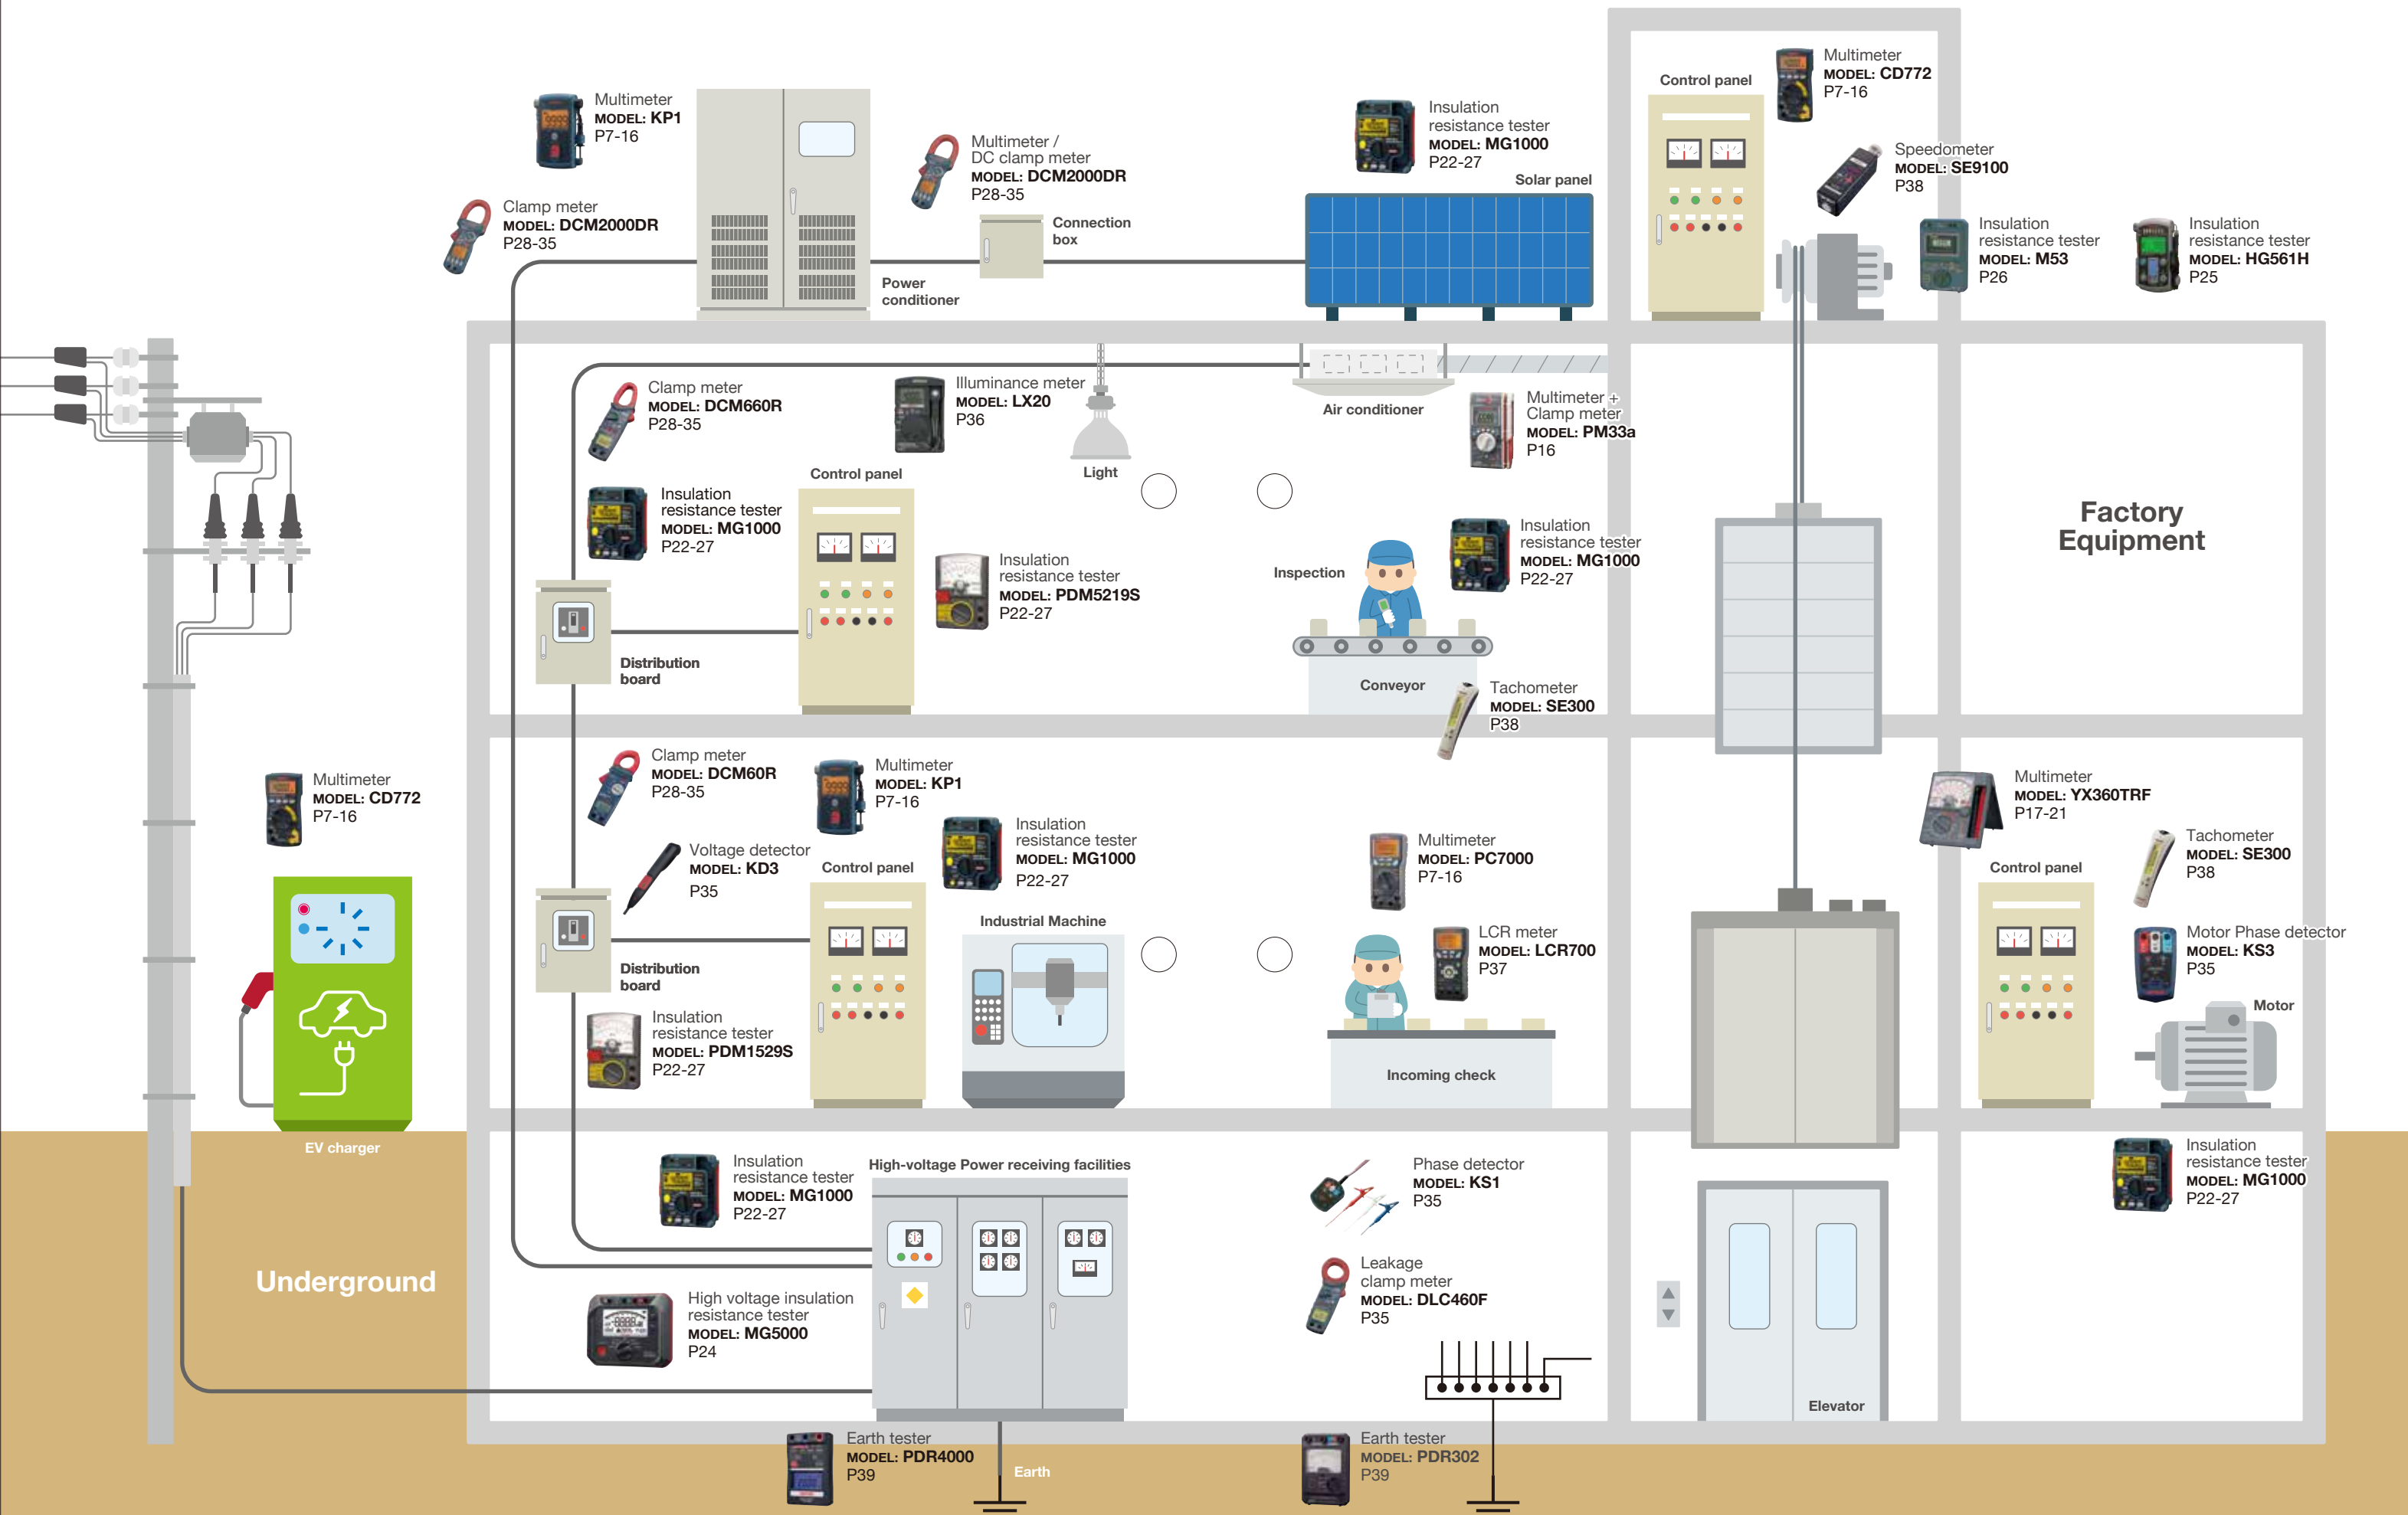 Multimeter
MODEL: KP1
P7-16
Clamp meter
MODEL: DCM2000DR
P28-35
Multimeter /
DC clamp meter
MODEL: DCM2000DR
P28-35
Connection
box
Power
conditioner
Insulation
resistance tester
MODEL: MG1000
P22-27
Solar panel
Control panel
Multimeter
MODEL: CD772
P7-16
Speedometer
MODEL: SE9100
P38
Insulation
resistance tester
MODEL: M53
P26
Insulation
resistance tester
MODEL: HG561H
P25
Clamp meter
MODEL: DCM660R
P28-35
Illuminance meter
MODEL: LX20
P36
Light
Air conditioner
Multimeter +
Clamp meter
MODEL: PM33a
P16
Insulation
resistance tester
MODEL: MG1000
P22-27
Control panel
Insulation
resistance tester
MODEL: PDM5219S
P22-27
Distribution
board
Inspection
Insulation
resistance tester
MODEL: MG1000
P22-27
Conveyor
Tachometer
MODEL: SE300
P38
Factory
Equipment
Multimeter
MODEL: CD772
P7-16
EV charger
Clamp meter
MODEL: DCM60R
P28-35
Multimeter
MODEL: KP1
P7-16
Voltage detector
MODEL: KD3
P35
Control panel
Insulation
resistance tester
MODEL: MG1000
P22-27
Industrial Machine
Distribution
board
Insulation
resistance tester
MODEL: PDM1529S
P22-27
Multimeter
MODEL: PC7000
P7-16
LCR meter
MODEL: LCR700
P37
Incoming check
Multimeter
MODEL: YX360TRF
P17-21
Control panel
Tachometer
MODEL: SE300
P38
Motor Phase detector
MODEL: KS3
P35
Motor
Insulation
resistance tester
MODEL: MG1000
P22-27
Underground
Insulation
resistance tester
MODEL: MG1000
P22-27
High-voltage Power receiving facilities
High voltage insulation
resistance tester
MODEL: MG5000
P24
Phase detector
MODEL: KS1
P35
Leakage
clamp meter
MODEL: DLC460F
P35
Elevator
Earth tester
MODEL: PDR4000
P39
Earth
Earth tester
MODEL: PDR302
P39